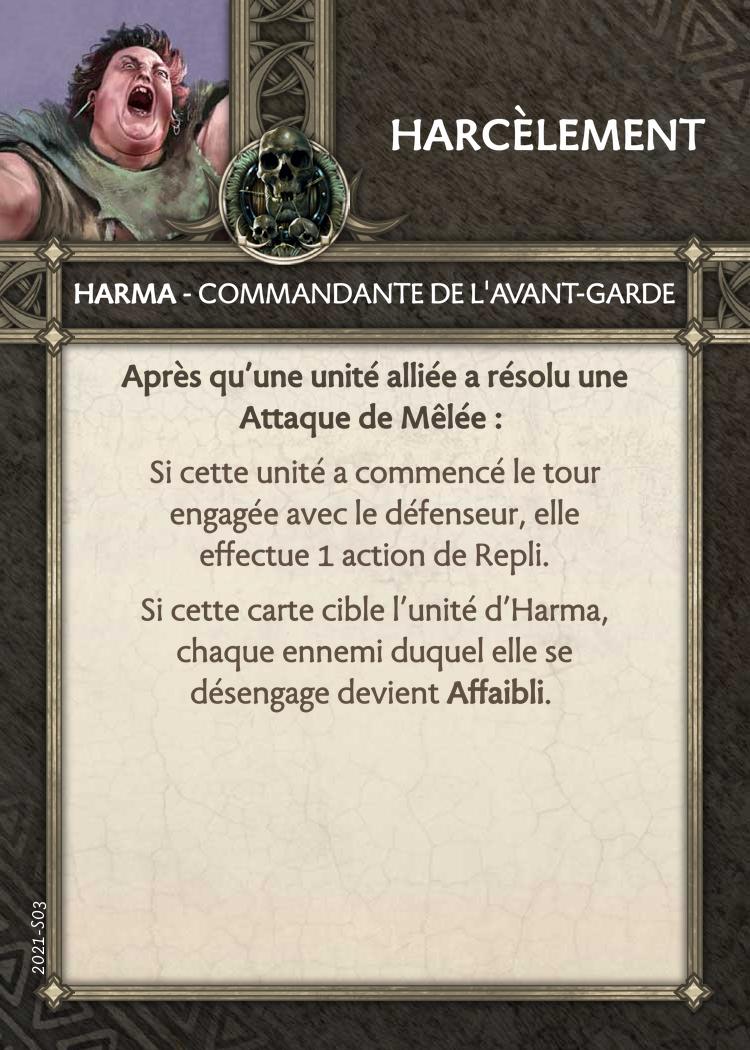 HARCÈLEMENT
HARMA - COMMANDANTE DE L'AVANT-GARDE
Après qu’une unité alliée a résolu une
Attaque de Mêlée :
Si cette unité a commencé le tour
engagée avec le défenseur, elle
effectue 1 action de Repli.
Si cette carte cible l’unité d’Harma,
chaque ennemi duquel elle se
désengage devient Affaibli.
2021-S03